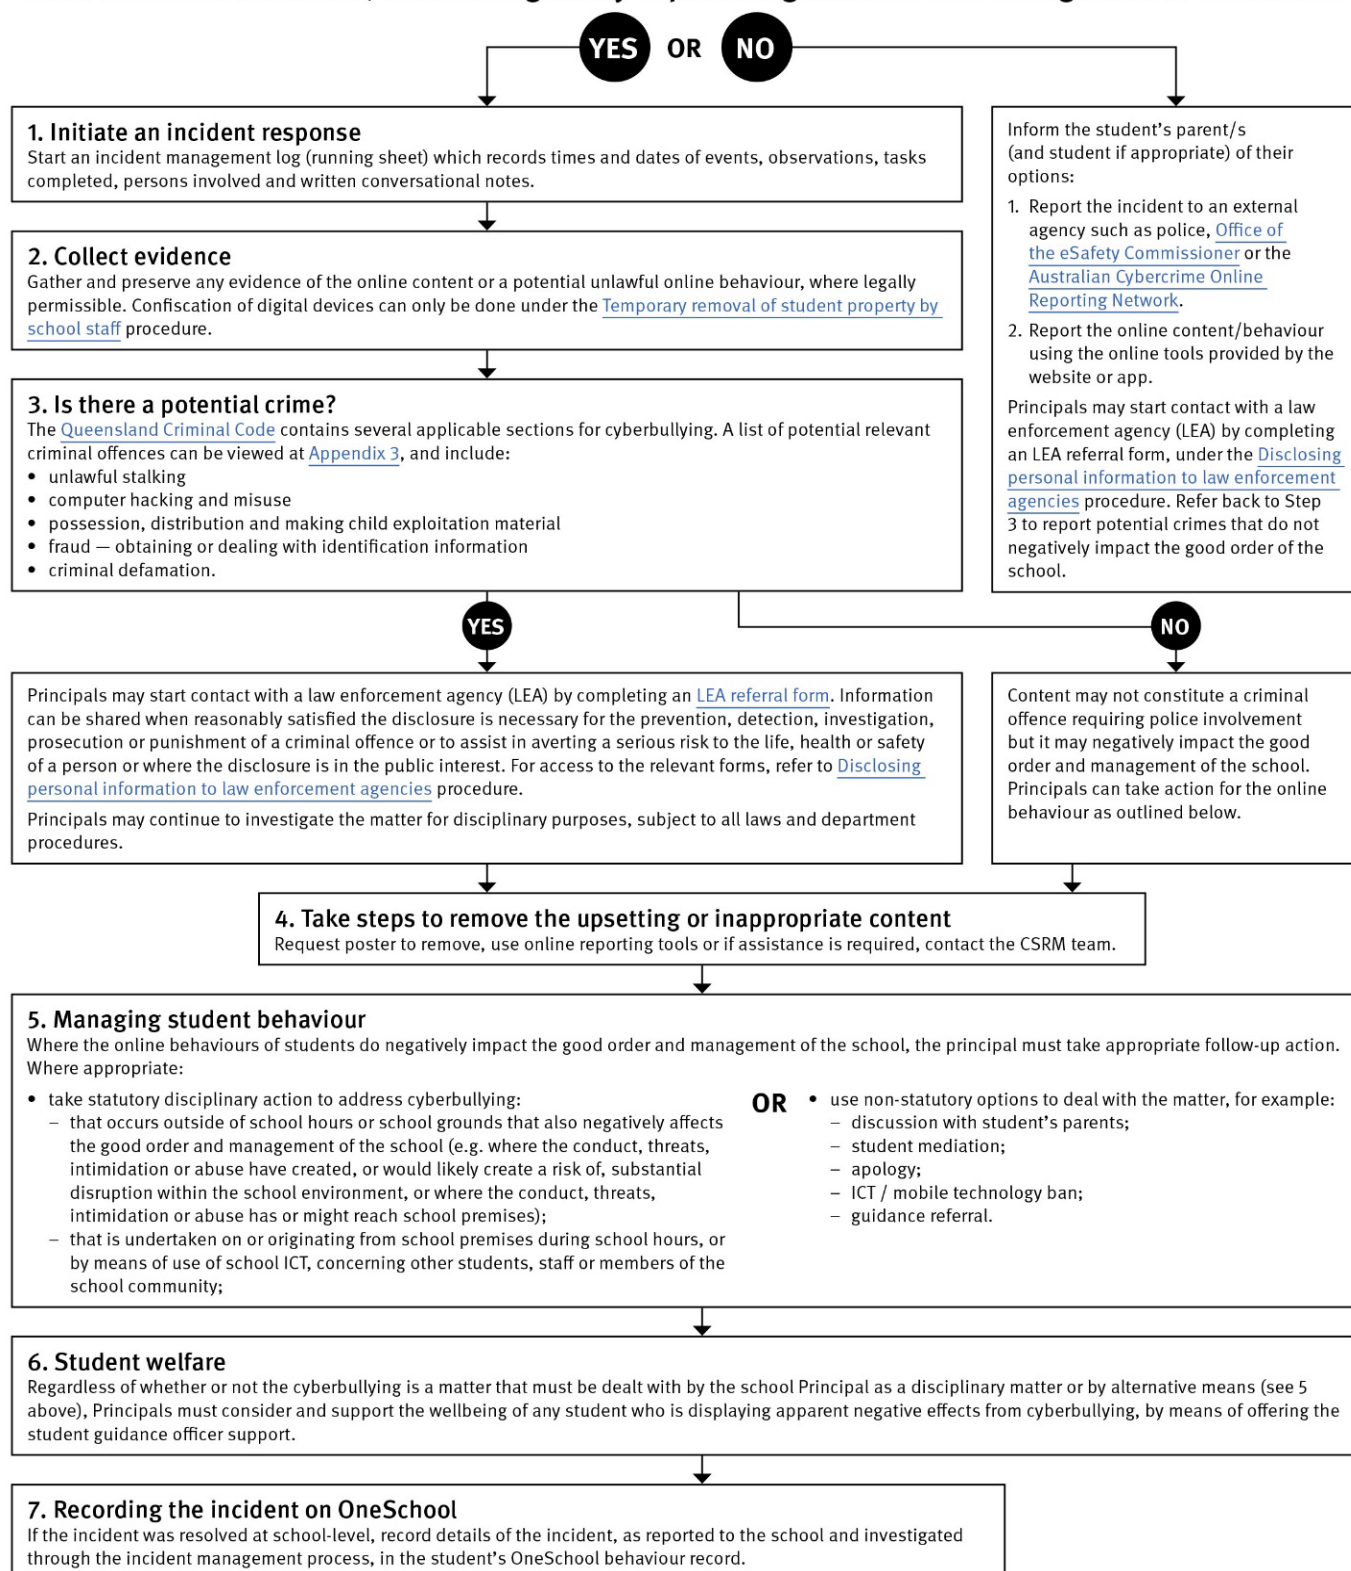 YES OR NO
1. Initiate an incident response
Start an incident management log (running sheet) which records times and dates of events, observations, tasks
completed, persons involved and written conversational notes.
2. Collect evidence
Gather and preserve any evidence of the online content or a potential unlawful online behaviour, where legally
permissible. Confiscation of digital devices can only be done under the Temporary removal of student property by
school staff procedure.
3. Is there a potential crime?
The Queensland Criminal Code contains several applicable sections for cyberbullying. A list of potential relevant
criminal offences can be viewed at Appendix 3, and include:
• unlawful stalking
• computer hacking and misuse
• possession, distribution and making child exploitation material
• fraud — obtaining or dealing with identification information
• criminal defamation.
Inform the student's parent/s
(and student if appropriate) of their
options:
1. Report the incident to an external
agency such as police, Office of
the eSafety Commissioner or the
Australian Cybercrime Online
Reporting Network.
2. Report the online content/behaviour
using the online tools provided by the
website or app.
Principals may start contact with a law
enforcement agency (LEA) by completing
an LEA referral form, under the Disclosing
personal information to law enforcement
agencies procedure. Refer back to Step
3 to report potential crimes that do not
negatively impact the good order of the
school.
YES
NO
Principals may start contact with a law enforcement agency (LEA) by completing an LEA referral form. Information
can be shared when reasonably satisfied the disclosure is necessary for the prevention, detection, investigation,
prosecution or punishment of a criminal offence or to assist in averting a serious risk to the life, health or safety
of a person or where the disclosure is in the public interest. For access to the relevant forms, refer to Disclosing
personal information to law enforcement agencies procedure.
Principals may continue to investigate the matter for disciplinary purposes, subject to all laws and department
procedures.
Content may not constitute a criminal
offence requiring police involvement
but it may negatively impact the good
order and management of the school.
Principals can take action for the online
behaviour as outlined below.
4. Take steps to remove the upsetting or inappropriate content
Request poster to remove, use online reporting tools or if assistance is required, contact the CSRM team.
5. Managing student behaviour
Where the online behaviours of students do negatively impact the good order and management of the school, the principal must take appropriate follow-up action.
Where appropriate:
• take statutory disciplinary action to address cyberbullying:
– that occurs outside of school hours or school grounds that also negatively affects
the good order and management of the school (e.g. where the conduct, threats,
intimidation or abuse have created, or would likely create a risk of, substantial
disruption within the school environment, or where the conduct, threats,
intimidation or abuse has or might reach school premises);
– that is undertaken on or originating from school premises during school hours, or
by means of use of school ICT, concerning other students, staff or members of the
school community;
OR
• use non-statutory options to deal with the matter, for example:
– discussion with student's parents;
– student mediation;
– apology;
– ICT / mobile technology ban;
– guidance referral.
6. Student welfare
Regardless of whether or not the cyberbullying is a matter that must be dealt with by the school Principal as a disciplinary matter or by alternative means (see 5
above), Principals must consider and support the wellbeing of any student who is displaying apparent negative effects from cyberbullying, by means of offering the
student guidance officer support.
7. Recording the incident on OneSchool
If the incident was resolved at school-level, record details of the incident, as reported to the school and investigated
through the incident management process, in the student's OneSchool behaviour record.